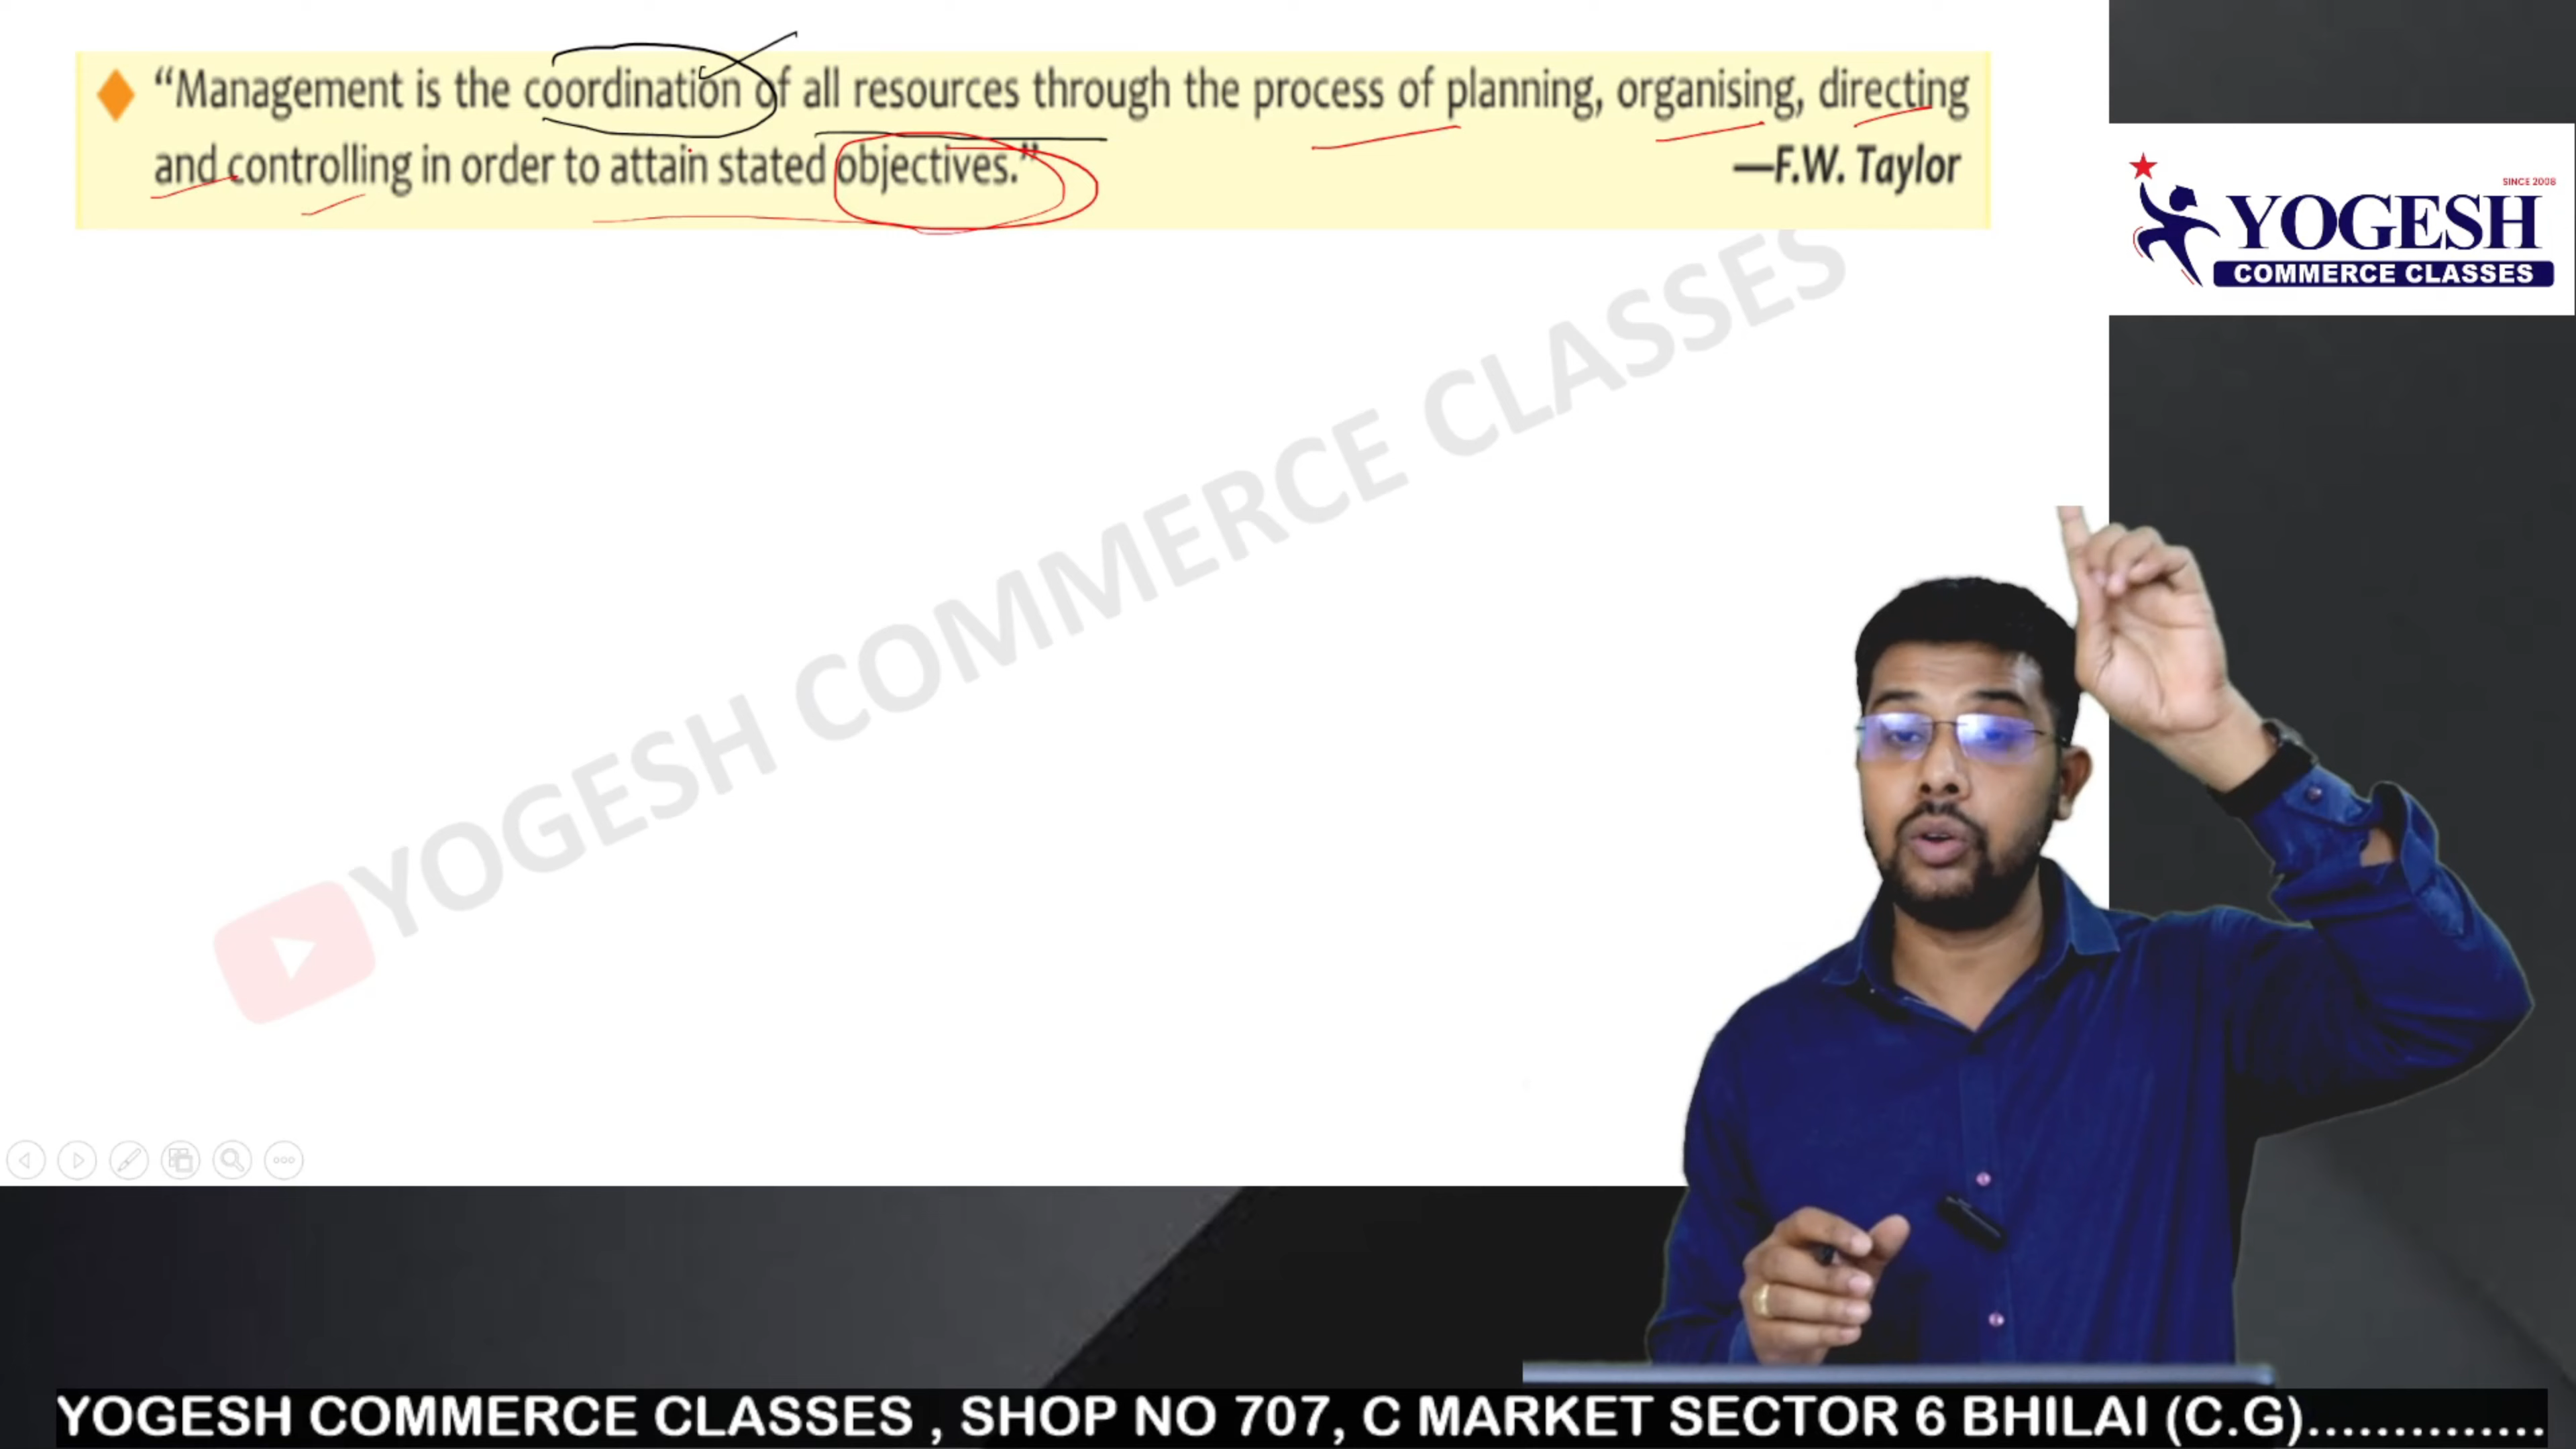 “Management is the coordination of all resources through the process of planning, organising, directing
and controlling in order to attain stated objectives.”
—F.W. Taylor
SINCE 2008
YOGESH
COMMERCE CLASSES
YOGESH COMMERCE CLASSES
YOGESH COMMERCE CLASSES , SHOP NO 707, C MARKET SECTOR 6 BHILAI (C.G)..............